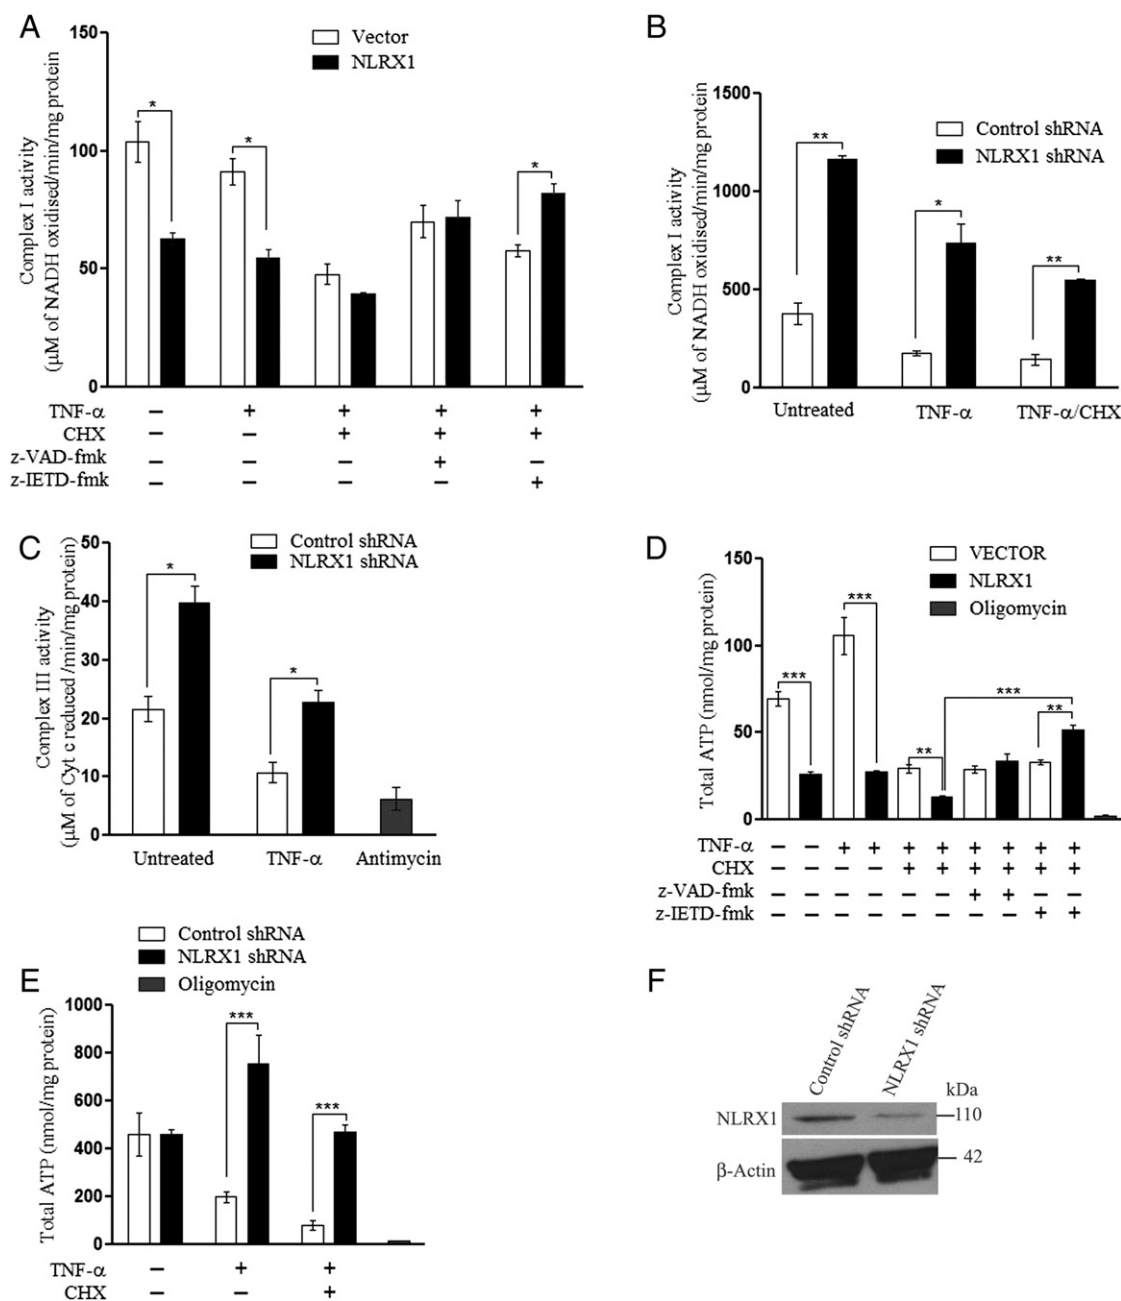 A
Vector
NLRX1
Complex I activity
(μM of NADH oxidised/min/mg protein
150
100
50
0
*
*
*
TNF-α – + + + +
CHX – – + + +
z-VAD-fmk – – – + –
z-IETD-fmk – – – – +
B
Control shRNA
NLRX1 shRNA
Complex I activity
(μM of NADH oxidised/min/mg protein
1500
1000
500
0
**
*
**
Untreated TNF-α TNF-α/CHX
C
Control shRNA
NLRX1 shRNA
Complex III activity
(μM of Cyt c reduced /min/mg protein)
50
40
30
20
10
0
*
*
Untreated TNF-α Antimycin
D
VECTOR
NLRX1
Oligomycin
Total ATP (nmol/mg protein)
150
100
50
0
***
***
**
***
**
TNF-α – – + + + + + + + +
CHX – – – – + + + + + +
z-VAD-fmk – – – – – – + + – –
z-IETD-fmk – – – – – – – – + +
E
Control shRNA
NLRX1 shRNA
Oligomycin
Total ATP (nmol/mg protein)
1000
800
600
400
200
0
***
***
TNF-α – + +
CHX – – +
F
Control shRNA
NLRX1 shRNA
kDa
NLRX1 110
β-Actin 42